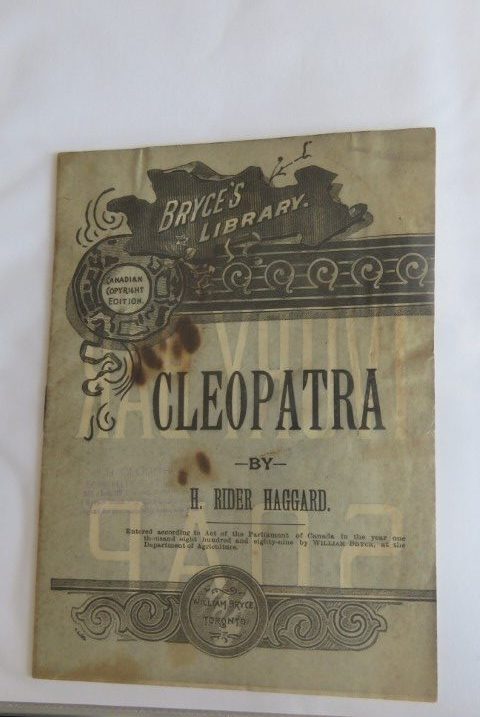 BRYCE'S
LIBRARY.
CANADIAN
COPYRIGHT
EDITION.
CLEOPATRA
—BY—
H. RIDER HAGGARD.
Entered according to Act of the Parliament of Canada in the year one
thousand eight hundred and eighty-nine by WILLIAM BRYCE, at the
Department of Agriculture.
WILLIAM BRYCE
TORONTO